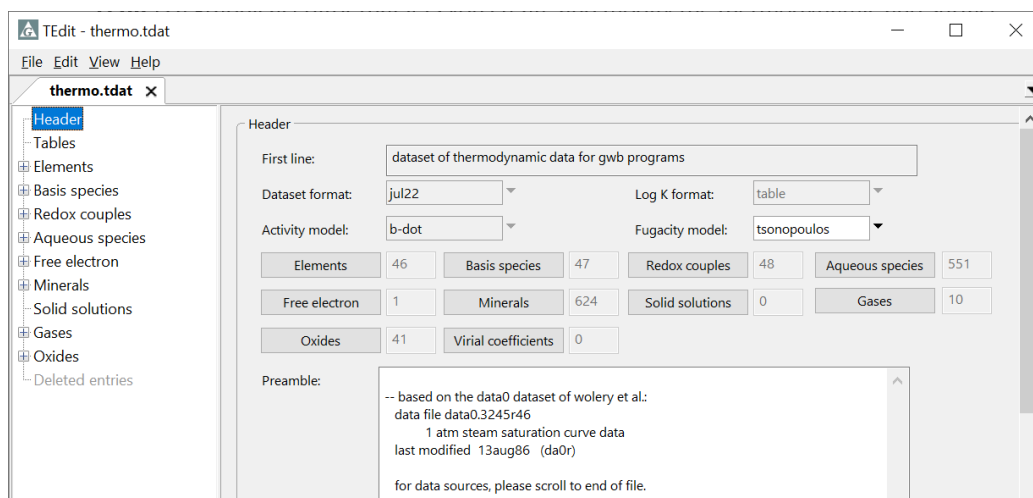 TEdit - thermo.tdat
File Edit View Help
thermo.tdat
Header
Tables
Elements
Basis species
Redox couples
Aqueous species
Free electron
Minerals
Solid solutions
Gases
Oxides
Deleted entries
Header
First line: dataset of thermodynamic data for gwb programs
Dataset format: jul22 Log K format: table
Activity model: b-dot Fugacity model: tsonopoulos
Elements 46 Basis species 47 Redox couples 48 Aqueous species 551
Free electron 1 Minerals 624 Solid solutions 0 Gases 10
Oxides 41 Virial coefficients 0
Preamble:
-- based on the data0 dataset of wolery et al.:
data file data0.3245r46
1 atm steam saturation curve data
last modified 13aug86 (da0r)
for data sources, please scroll to end of file.